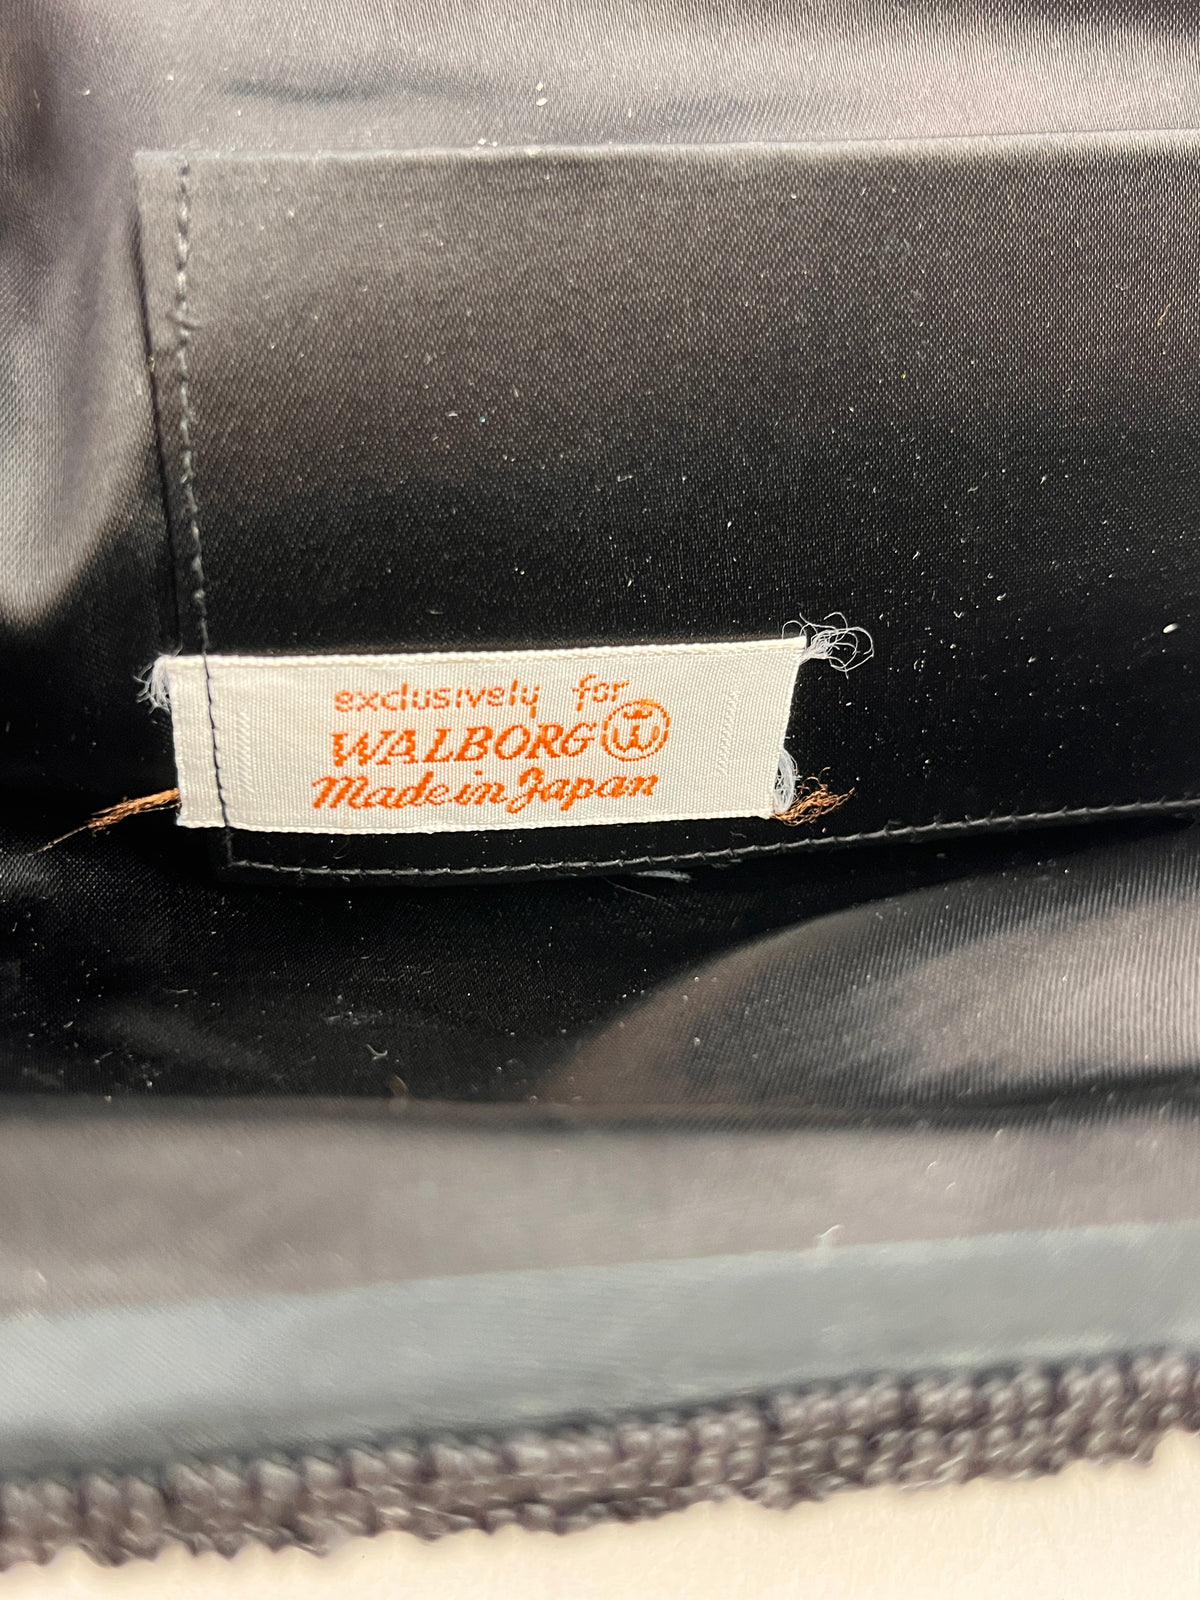 exclusively for
WALBORG W
Made in Japan